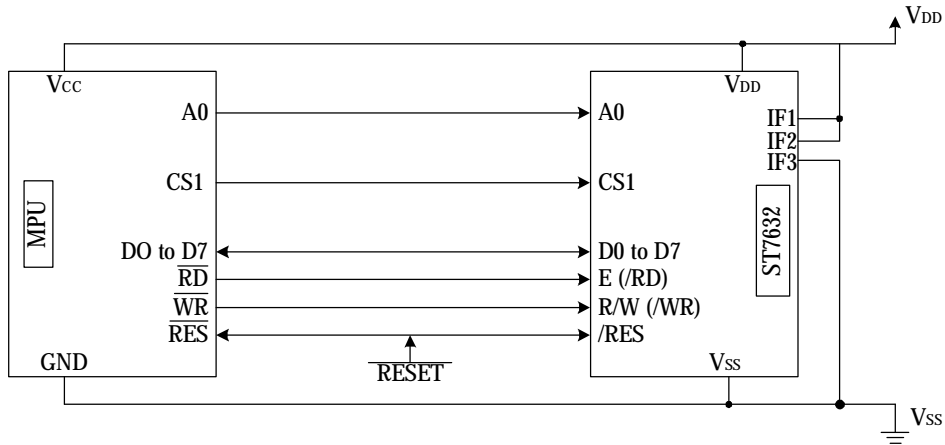 VDD
VCC
VDD
A0
A0
IF1
IF2
IF3
CS1
CS1
MPU
ST7632
DO to D7
D0 to D7
RD
E (/RD)
WR
R/W (/WR)
RES
/RES
GND
RESET
VSS
VSS